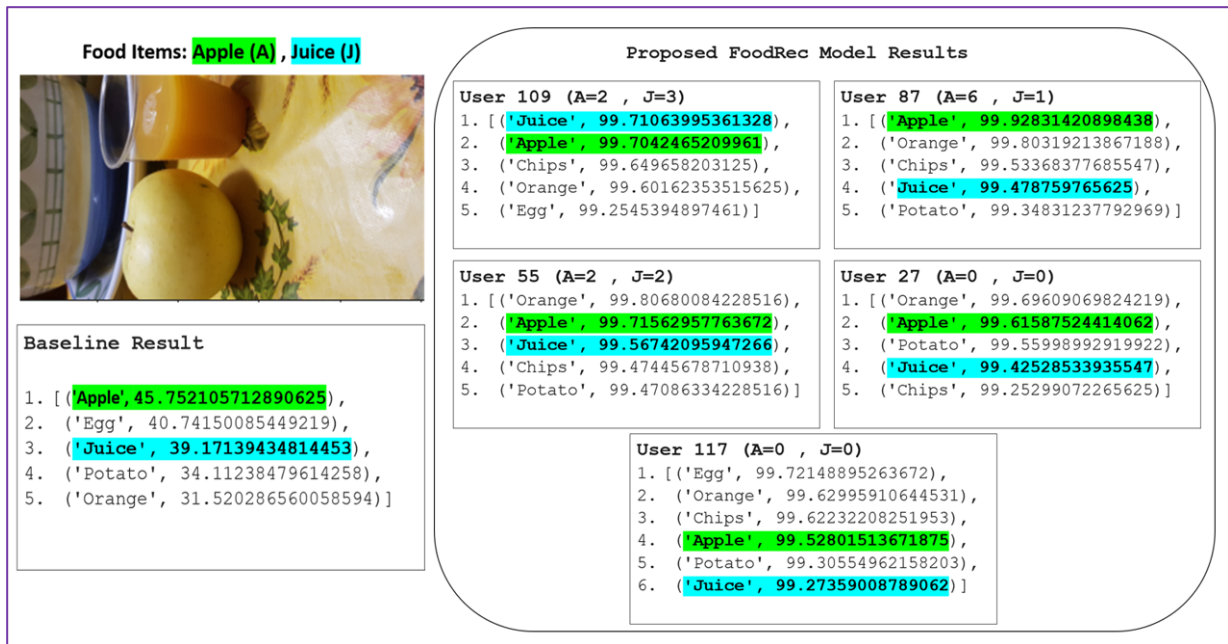 Food Items: Apple (A) , Juice (J)
Baseline Result
1. [('Apple', 45.752105712890625),
2. ('Egg', 40.74150085449219),
3. ('Juice', 39.17139434814453),
4. ('Potato', 34.11238479614258),
5. ('Orange', 31.520286560058594)]
Proposed FoodRec Model Results
User 109 (A=2 , J=3)
1. [('Juice', 99.71063995361328),
2. ('Apple', 99.7042465209961),
3. ('Chips', 99.649658203125),
4. ('Orange', 99.60162353515625),
5. ('Egg', 99.2545394897461)]
User 87 (A=6 , J=1)
1. [('Apple', 99.92831420898438),
2. ('Orange', 99.80319213867188),
3. ('Chips', 99.53368377685547),
4. ('Juice', 99.478759765625),
5. ('Potato', 99.34831237792969)]
User 55 (A=2 , J=2)
1. [('Orange', 99.80680084228516),
2. ('Apple', 99.71562957763672),
3. ('Juice', 99.56742095947266),
4. ('Chips', 99.47445678710938),
5. ('Potato', 99.47086334228516)]
User 27 (A=0 , J=0)
1. [('Orange', 99.69609069824219),
2. ('Apple', 99.61587524414062),
3. ('Potato', 99.55998992919922),
4. ('Juice', 99.42528533935547),
5. ('Chips', 99.25299072265625)]
User 117 (A=0 , J=0)
1. [('Egg', 99.72148895263672),
2. ('Orange', 99.62995910644531),
3. ('Chips', 99.62232208251953),
4. ('Apple', 99.52801513671875),
5. ('Potato', 99.30554962158203),
6. ('Juice', 99.27359008789062)]